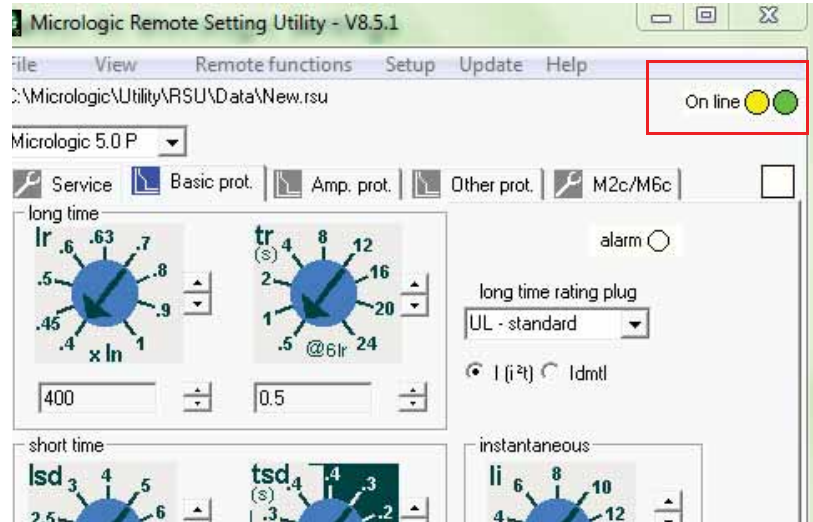 Micrologic Remote Setting Utility - V8.5.1
File View Remote functions Setup Update Help
C:\Micrologic\Utility\RSU\Data\New.rsu
On line
Micrologic 5.0 P
Service Basic prot. Amp. prot. Other prot. M2c/M6c
long time
Ir .4 .45 .5 .6 .63 .7 .8 .9 1
x In
tr (s) .5 1 2 4 8 12 16 20 24
@6Ir
alarm
long time rating plug
UL - standard
I (i²t) Idmtl
400
0.5
short time
instantaneous
Isd 2.5 3 4 5 6
tsd (s) .3 .4 .4 .3 .2
Ii 4 6 8 10 12